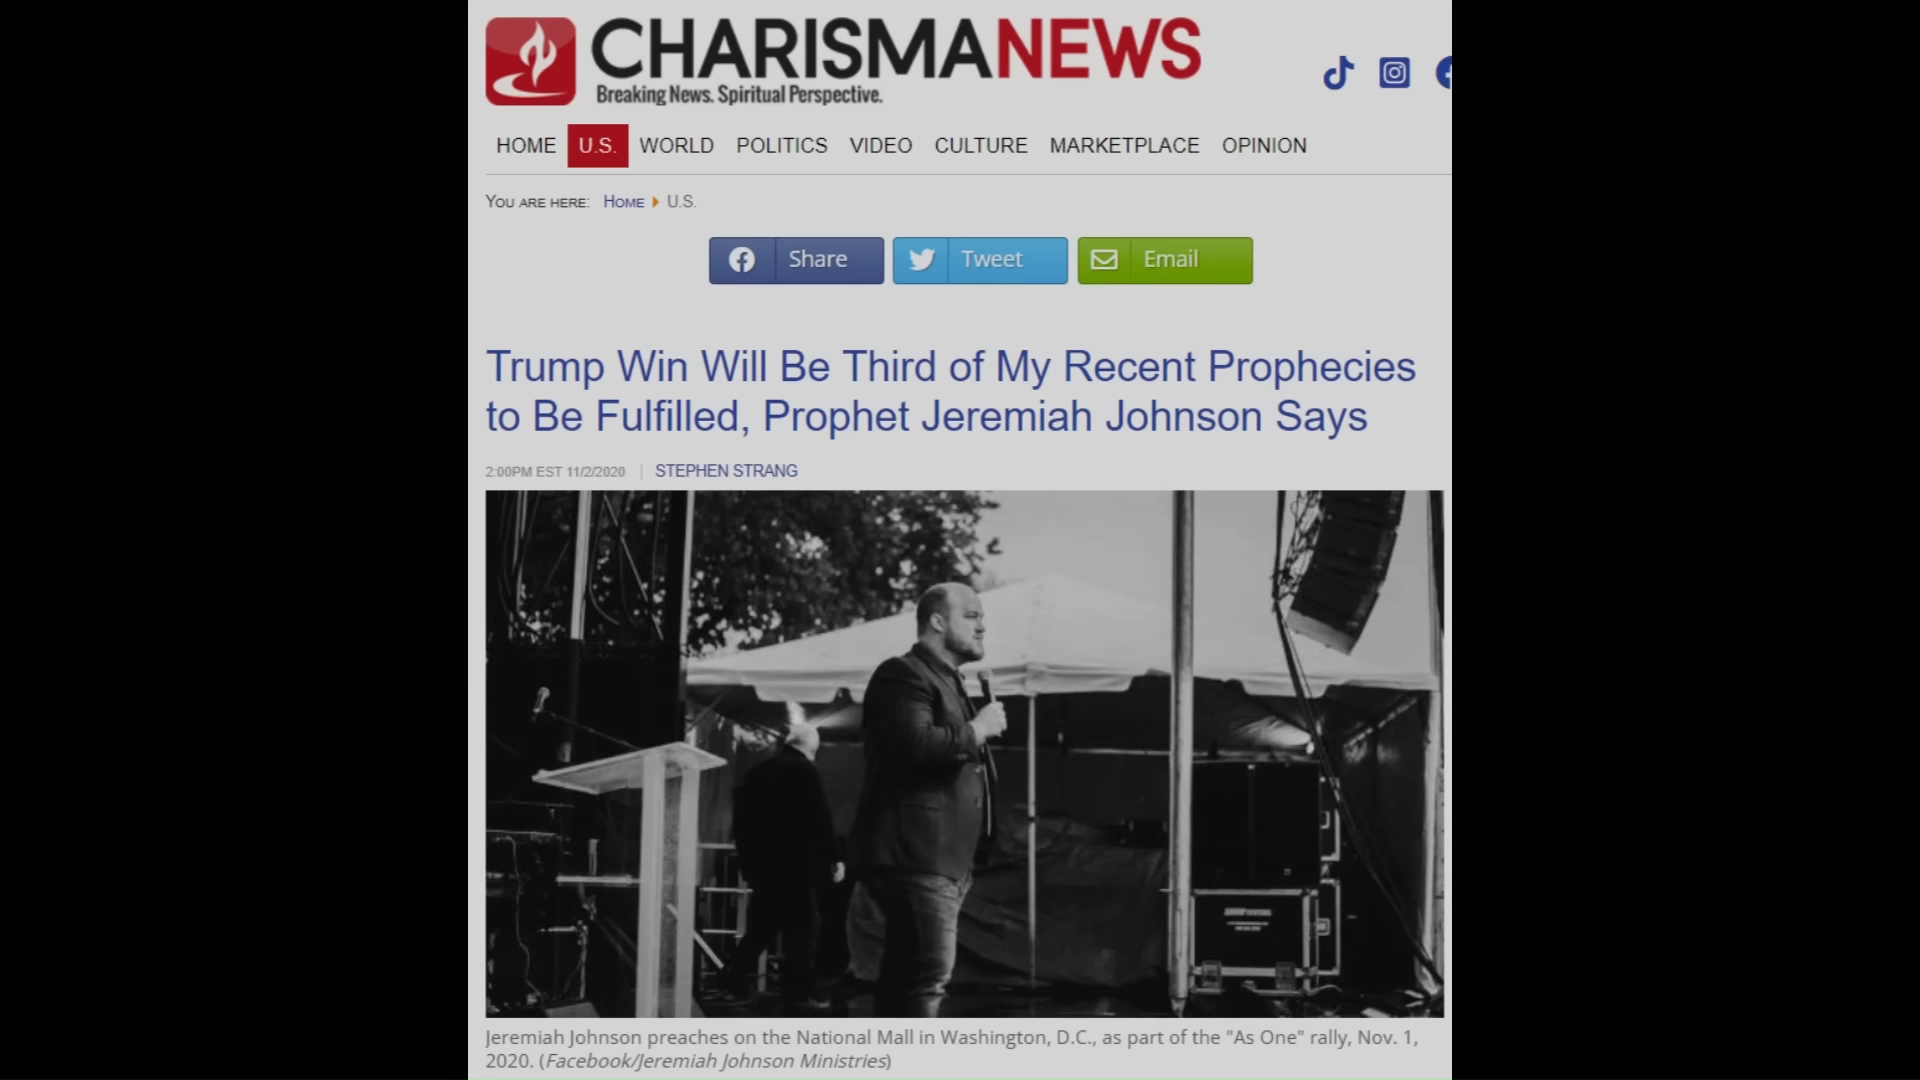 CHARISMANEWS
Breaking News. Spiritual Perspective.
HOME U.S. WORLD POLITICS VIDEO CULTURE MARKETPLACE OPINION
YOU ARE HERE: HOME U.S.
Share Tweet Email
Trump Win Will Be Third of My Recent Prophecies
to Be Fulfilled, Prophet Jeremiah Johnson Says
2:00PM EST 11/2/2020 | STEPHEN STRANG
Jeremiah Johnson preaches on the National Mall in Washington, D.C., as part of the "As One" rally, Nov. 1,
2020. (Facebook/Jeremiah Johnson Ministries)